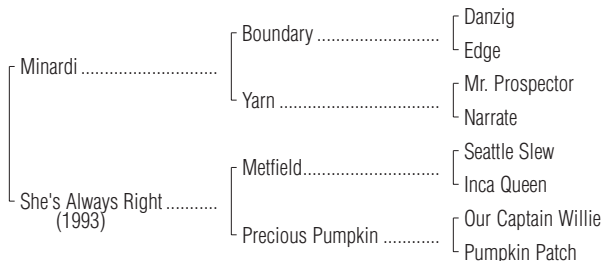 Danzig
Boundary ........................
Edge
Minardi ...........................
Mr. Prospector
Yarn ................................
Narrate
Seattle Slew
Metfield...........................
Inca Queen
She's Always Right ..........
(1993)
Our Captain Willie
Precious Pumpkin ...........
Pumpkin Patch